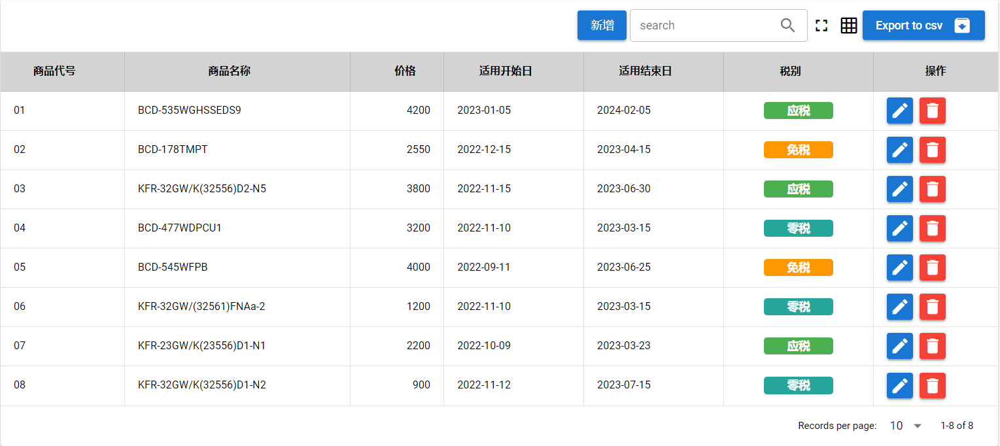 新增 search Export to csv
商品代号 商品名称 价格 适用开始日 适用结束日 税别 操作
01 BCD-535WGHSSEDS9 4200 2023-01-05 2024-02-05 应税
02 BCD-178TMPT 2550 2022-12-15 2023-04-15 免税
03 KFR-32GW/K(32556)D2-N5 3800 2022-11-15 2023-06-30 应税
04 BCD-477WDPCU1 3200 2022-11-10 2023-03-15 零税
05 BCD-545WFPB 4000 2022-09-11 2023-06-25 免税
06 KFR-32GW/(32561)FNAa-2 1200 2022-11-10 2023-03-15 零税
07 KFR-23GW/K(23556)D1-N1 2200 2022-10-09 2023-03-23 应税
08 KFR-32GW/K(32556)D1-N2 900 2022-11-12 2023-07-15 零税
Records per page: 10 1-8 of 8